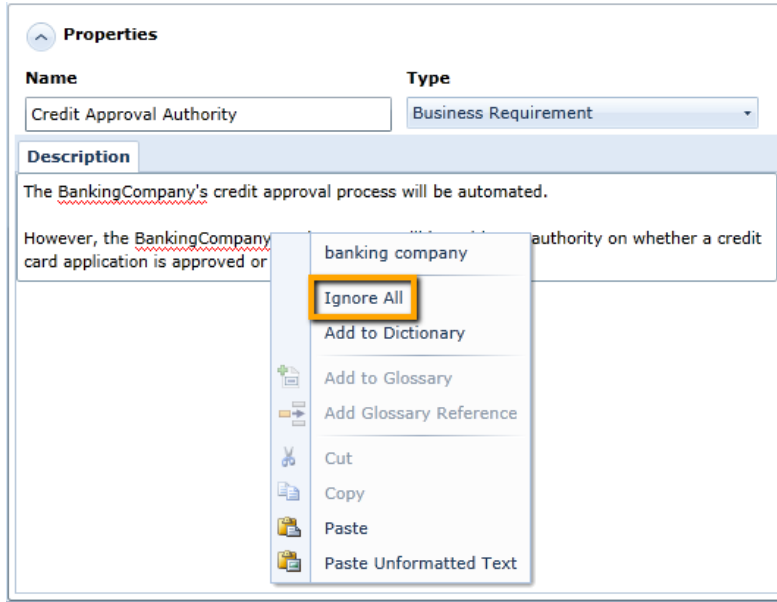 Properties
Name
Type
Credit Approval Authority
Business Requirement
Description
The BankingCompany's credit approval process will be automated.
However, the BankingCompany authority on whether a credit
card application is approved or
banking company
Ignore All
Add to Dictionary
Add to Glossary
Add Glossary Reference
Cut
Copy
Paste
Paste Unformatted Text